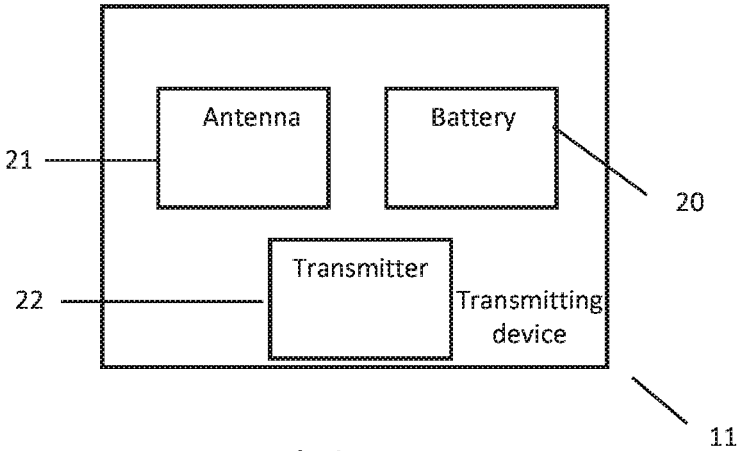 Antenna
Battery
21
20
Transmitter
22
Transmitting
device
11